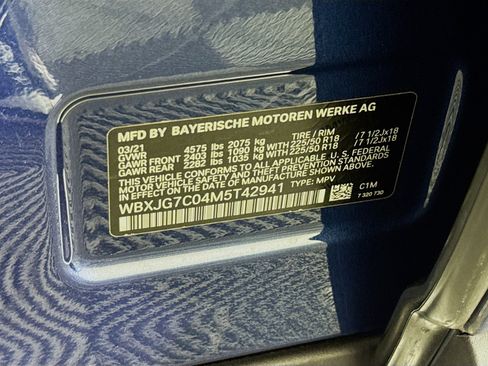 MFD BY BAYERISCHE MOTOREN WERKE AG
03/21 TIRE / RIM
GVWR 4575 lbs 2075 kg
GAWR FRONT 2403 lbs 1090 kg 225/50 R18 /7 1/2Jx18
GAWR REAR 2282 lbs 1035 kg 225/50 R18 /7 1/2Jx18
THIS VEHICLE CONFORMS TO ALL APPLICABLE U.S. FEDERAL
MOTOR VEHICLE SAFETY AND THEFT PREVENTION STANDARDS IN EFFECT ON THE
DATE OF MANUFACTURE SHOWN ABOVE.
WBXJG7C04M5T42941 TYPE: MPV
C1M
7 320 730